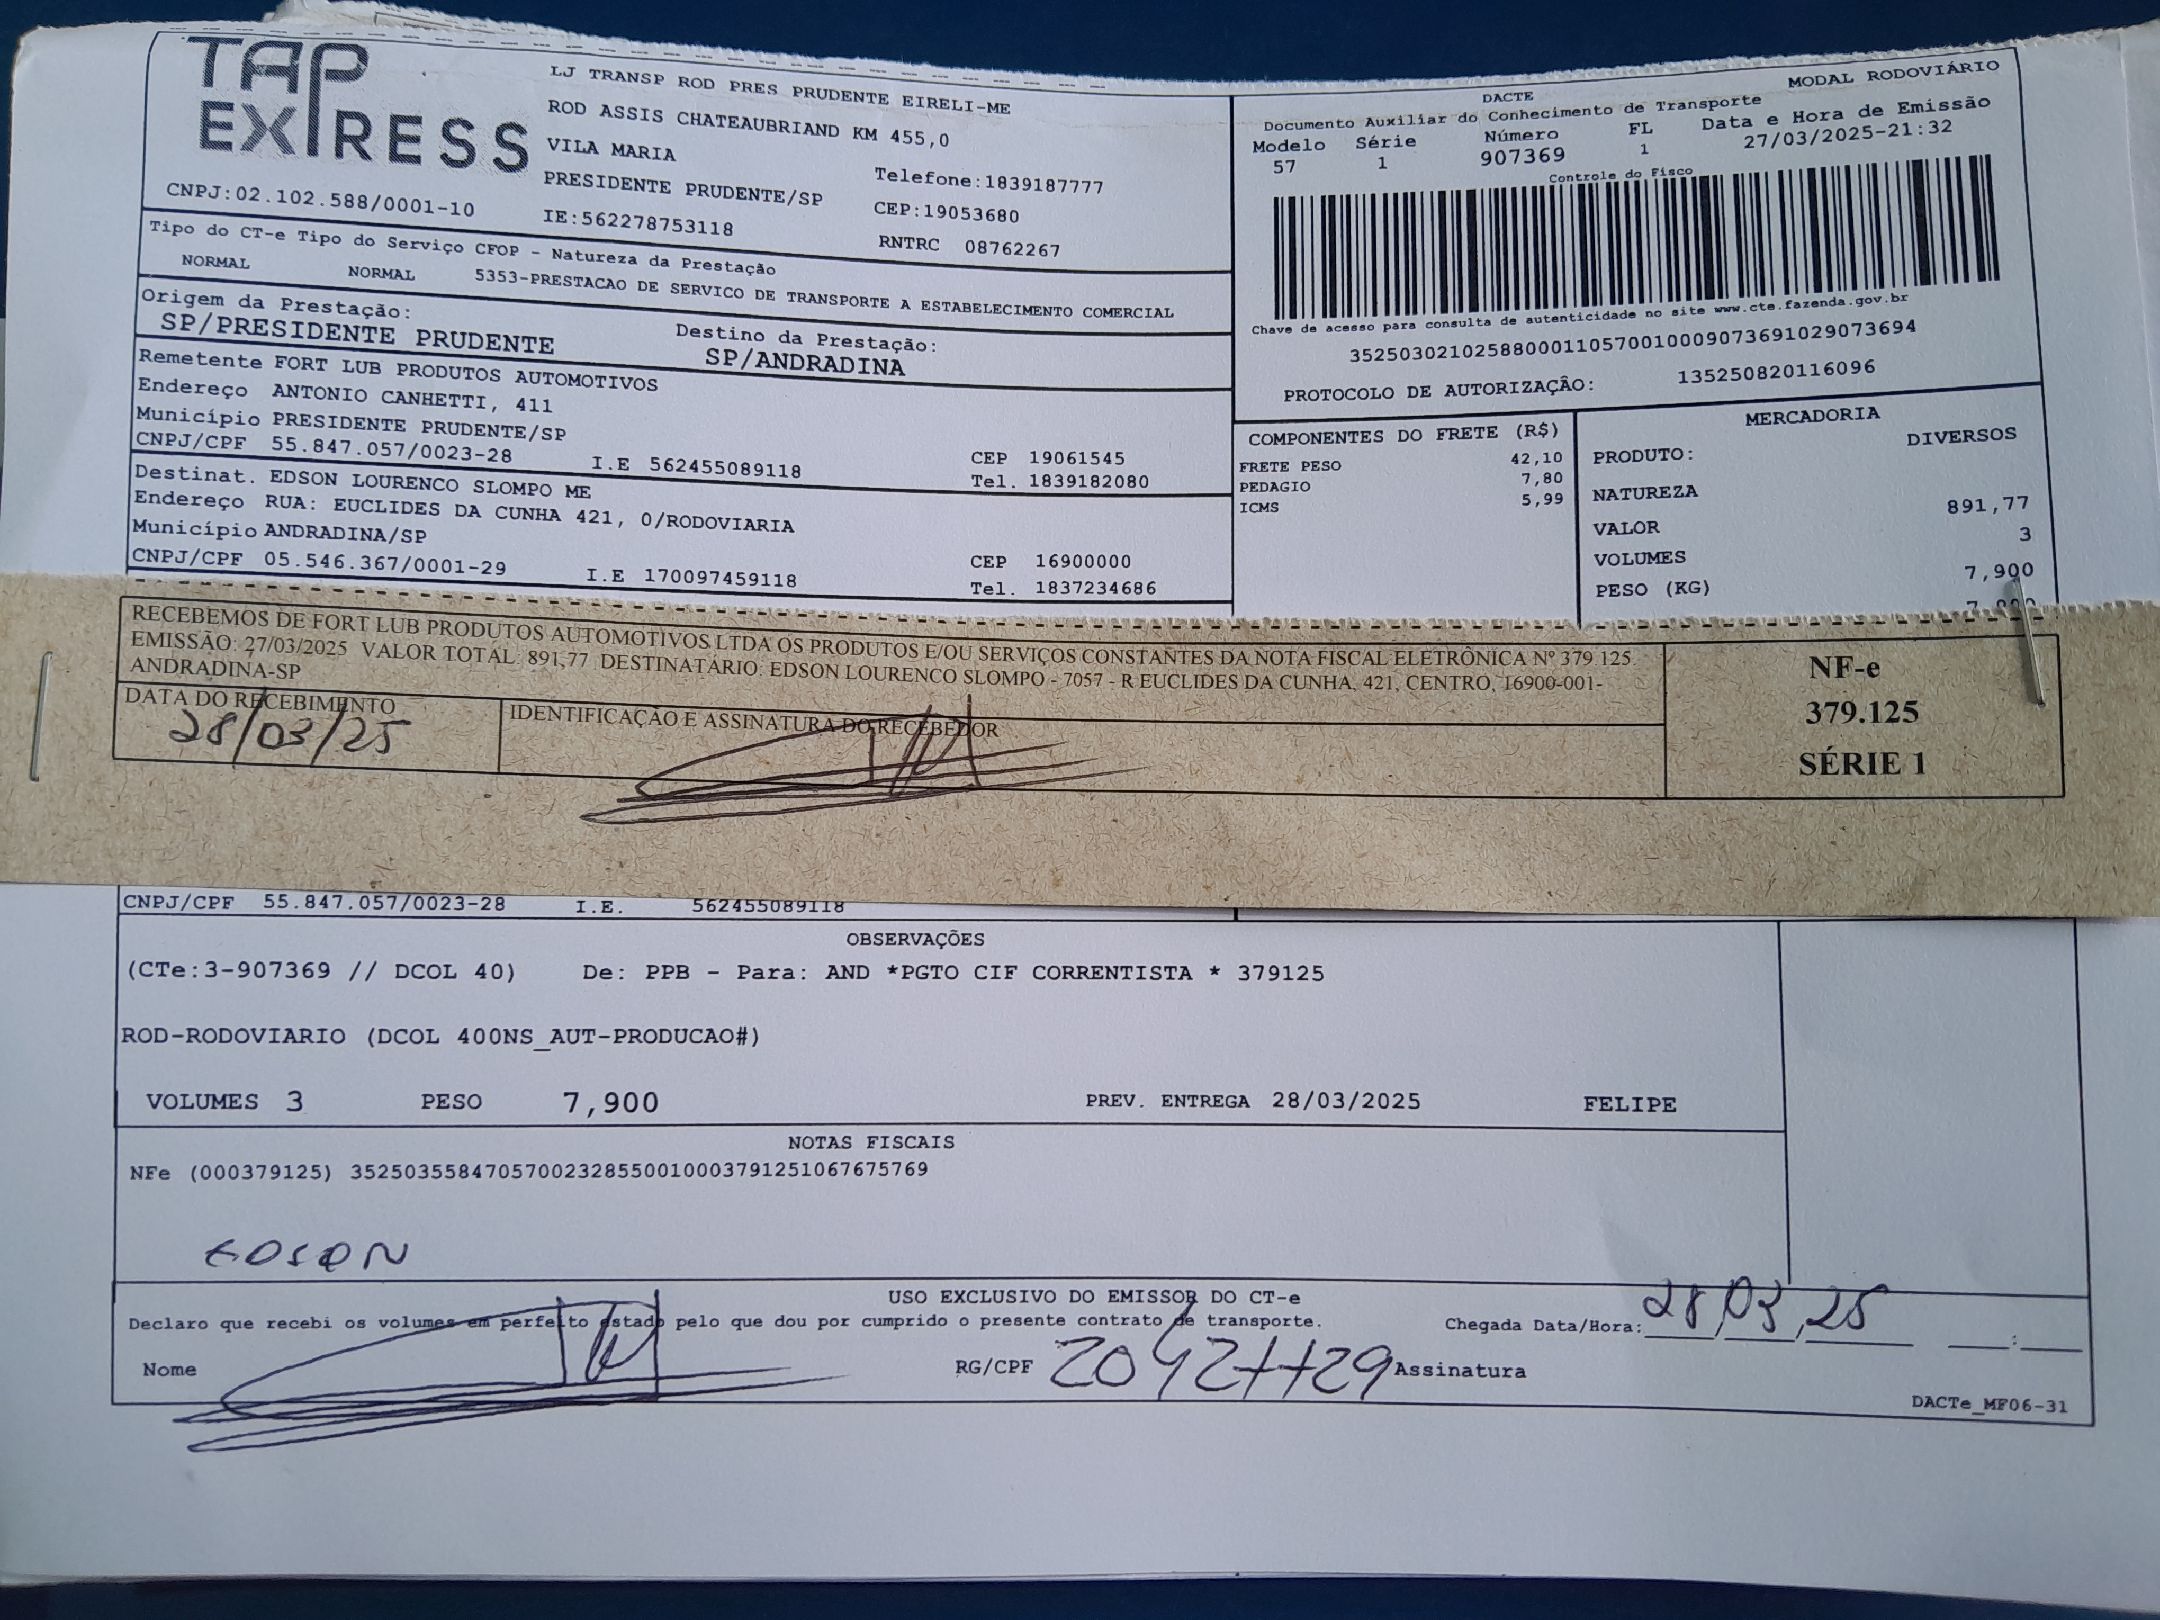 TAP EXPRESS
LJ TRANSP ROD PRES PRUDENTE EIRELI-ME
ROD ASSIS CHATEAUBRIAND KM 455,0
VILA MARIA
PRESIDENTE PRUDENTE/SP
Telefone:1839187777
CEP:19053680
CNPJ:02.102.588/0001-10
IE:562278753118
RNTRC 08762267
Tipo do CT-e Tipo do Serviço CFOP - Natureza da Prestação
NORMAL NORMAL 5353-PRESTACAO DE SERVICO DE TRANSPORTE A ESTABELECIMENTO COMERCIAL
Origem da Prestação:
SP/PRESIDENTE PRUDENTE
Destino da Prestação:
SP/ANDRADINA
Remetente FORT LUB PRODUTOS AUTOMOTIVOS
Endereço ANTONIO CANHETTI, 411
Município PRESIDENTE PRUDENTE/SP
CNPJ/CPF 55.847.057/0023-28 I.E 562455089118
CEP 19061545
Tel. 1839182080
Destinat. EDSON LOURENCO SLOMPO ME
Endereço RUA: EUCLIDES DA CUNHA 421, 0/RODOVIARIA
Município ANDRADINA/SP
CNPJ/CPF 05.546.367/0001-29 I.E 170097459118
CEP 16900000
Tel. 1837234686
MODAL RODOVIÁRIO
DACTE
Documento Auxiliar do Conhecimento de Transporte
Modelo Série Número FL Data e Hora de Emissão
57 1 907369 1 27/03/2025-21:32
Controle do Fisco
Chave de acesso para consulta de autenticidade no site www.cte.fazenda.gov.br
35250302102588000110570010009073691029073694
PROTOCOLO DE AUTORIZAÇÃO: 135250820116096
COMPONENTES DO FRETE (R$)
FRETE PESO 42,10
PEDAGIO 7,80
ICMS 5,99
MERCADORIA
PRODUTO: DIVERSOS
NATUREZA
VALOR 891,77
VOLUMES 3
PESO (KG) 7,900
RECEBEMOS DE FORT LUB PRODUTOS AUTOMOTIVOS LTDA OS PRODUTOS E/OU SERVIÇOS CONSTANTES DA NOTA FISCAL ELETRÔNICA Nº 379.125.
EMISSÃO: 27/03/2025 VALOR TOTAL: 891,77 DESTINATÁRIO: EDSON LOURENCO SLOMPO - 7057 - R EUCLIDES DA CUNHA, 421, CENTRO, 16900-001-
ANDRADINA-SP
DATA DO RECEBIMENTO
28/03/25
IDENTIFICAÇÃO E ASSINATURA DO RECEBEDOR
NF-e
379.125
SÉRIE 1
CNPJ/CPF 55.847.057/0023-28 I.E. 562455089118
OBSERVAÇÕES
(CTe:3-907369 // DCOL 40) De: PPB - Para: AND *PGTO CIF CORRENTISTA * 379125
ROD-RODOVIARIO (DCOL 400NS_AUT-PRODUCAO#)
VOLUMES 3 PESO 7,900 PREV. ENTREGA 28/03/2025 FELIPE
NOTAS FISCAIS
NFe (000379125) 35250355847057002328550010003791251067675769
EDSON
USO EXCLUSIVO DO EMISSOR DO CT-e
Declaro que recebi os volumes em perfeito estado pelo que dou por cumprido o presente contrato de transporte.
Chegada Data/Hora: 28/03/25 :
Nome RG/CPF 20427729 Assinatura
DACTe_MF06-31